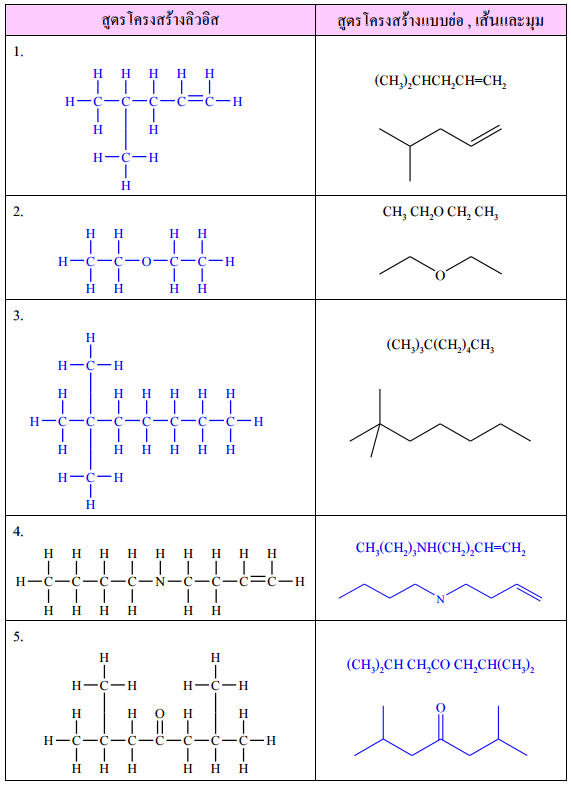 สูตรโครงสร้างลิวอิส
สูตรโครงสร้างแบบย่อ , เส้นและมุม
1.
H H H H H
H—C—C—C—C=C—H
H H
H—C—H
H
(CH₃)₂CHCH₂CH=CH₂
2.
H H H H
H—C—C—O—C—C—H
H H H H
CH₃ CH₂O CH₂ CH₃
O
3.
H
H—C—H
H H H H H H
H—C—C—C—C—C—C—C—H
H H H H H H
H—C—H
H
(CH₃)₃C(CH₂)₄CH₃
4.
H H H H H H H H H
H—C—C—C—C—N—C—C—C=C—H
H H H H H H
CH₃(CH₂)₃NH(CH₂)₂CH=CH₂
N
5.
H H
H—C—H H—C—H
H H O H H
H—C—C—C—C—C—C—C—H
H H H H H H
(CH₃)₂CH CH₂CO CH₂CH(CH₃)₂
O